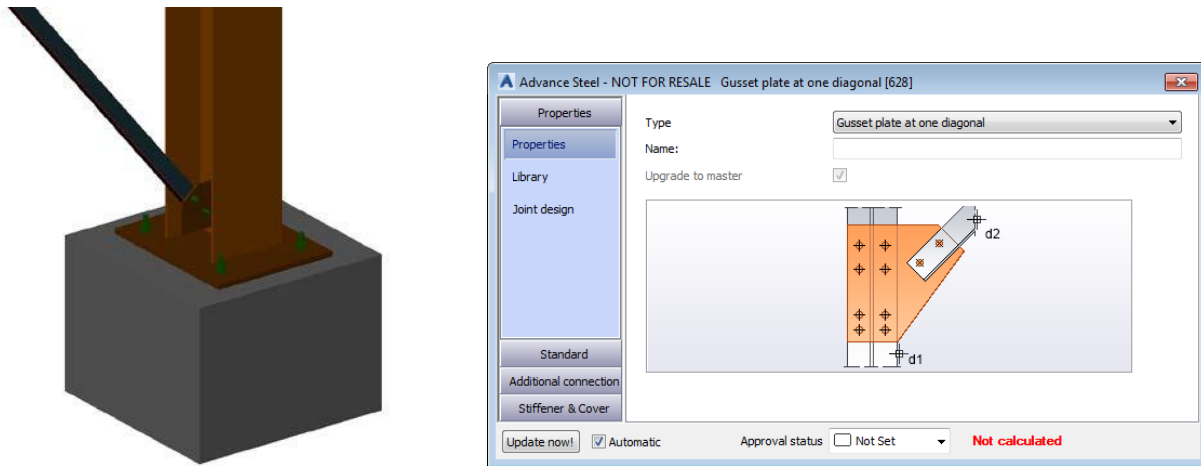 Advance Steel - NOT FOR RESALE Gusset plate at one diagonal [628]
Properties
Properties
Library
Joint design
Standard
Additional connection
Stiffener & Cover
Type
Gusset plate at one diagonal
Name:
Upgrade to master
d2
d1
Update now!
Automatic
Approval status
Not Set
Not calculated